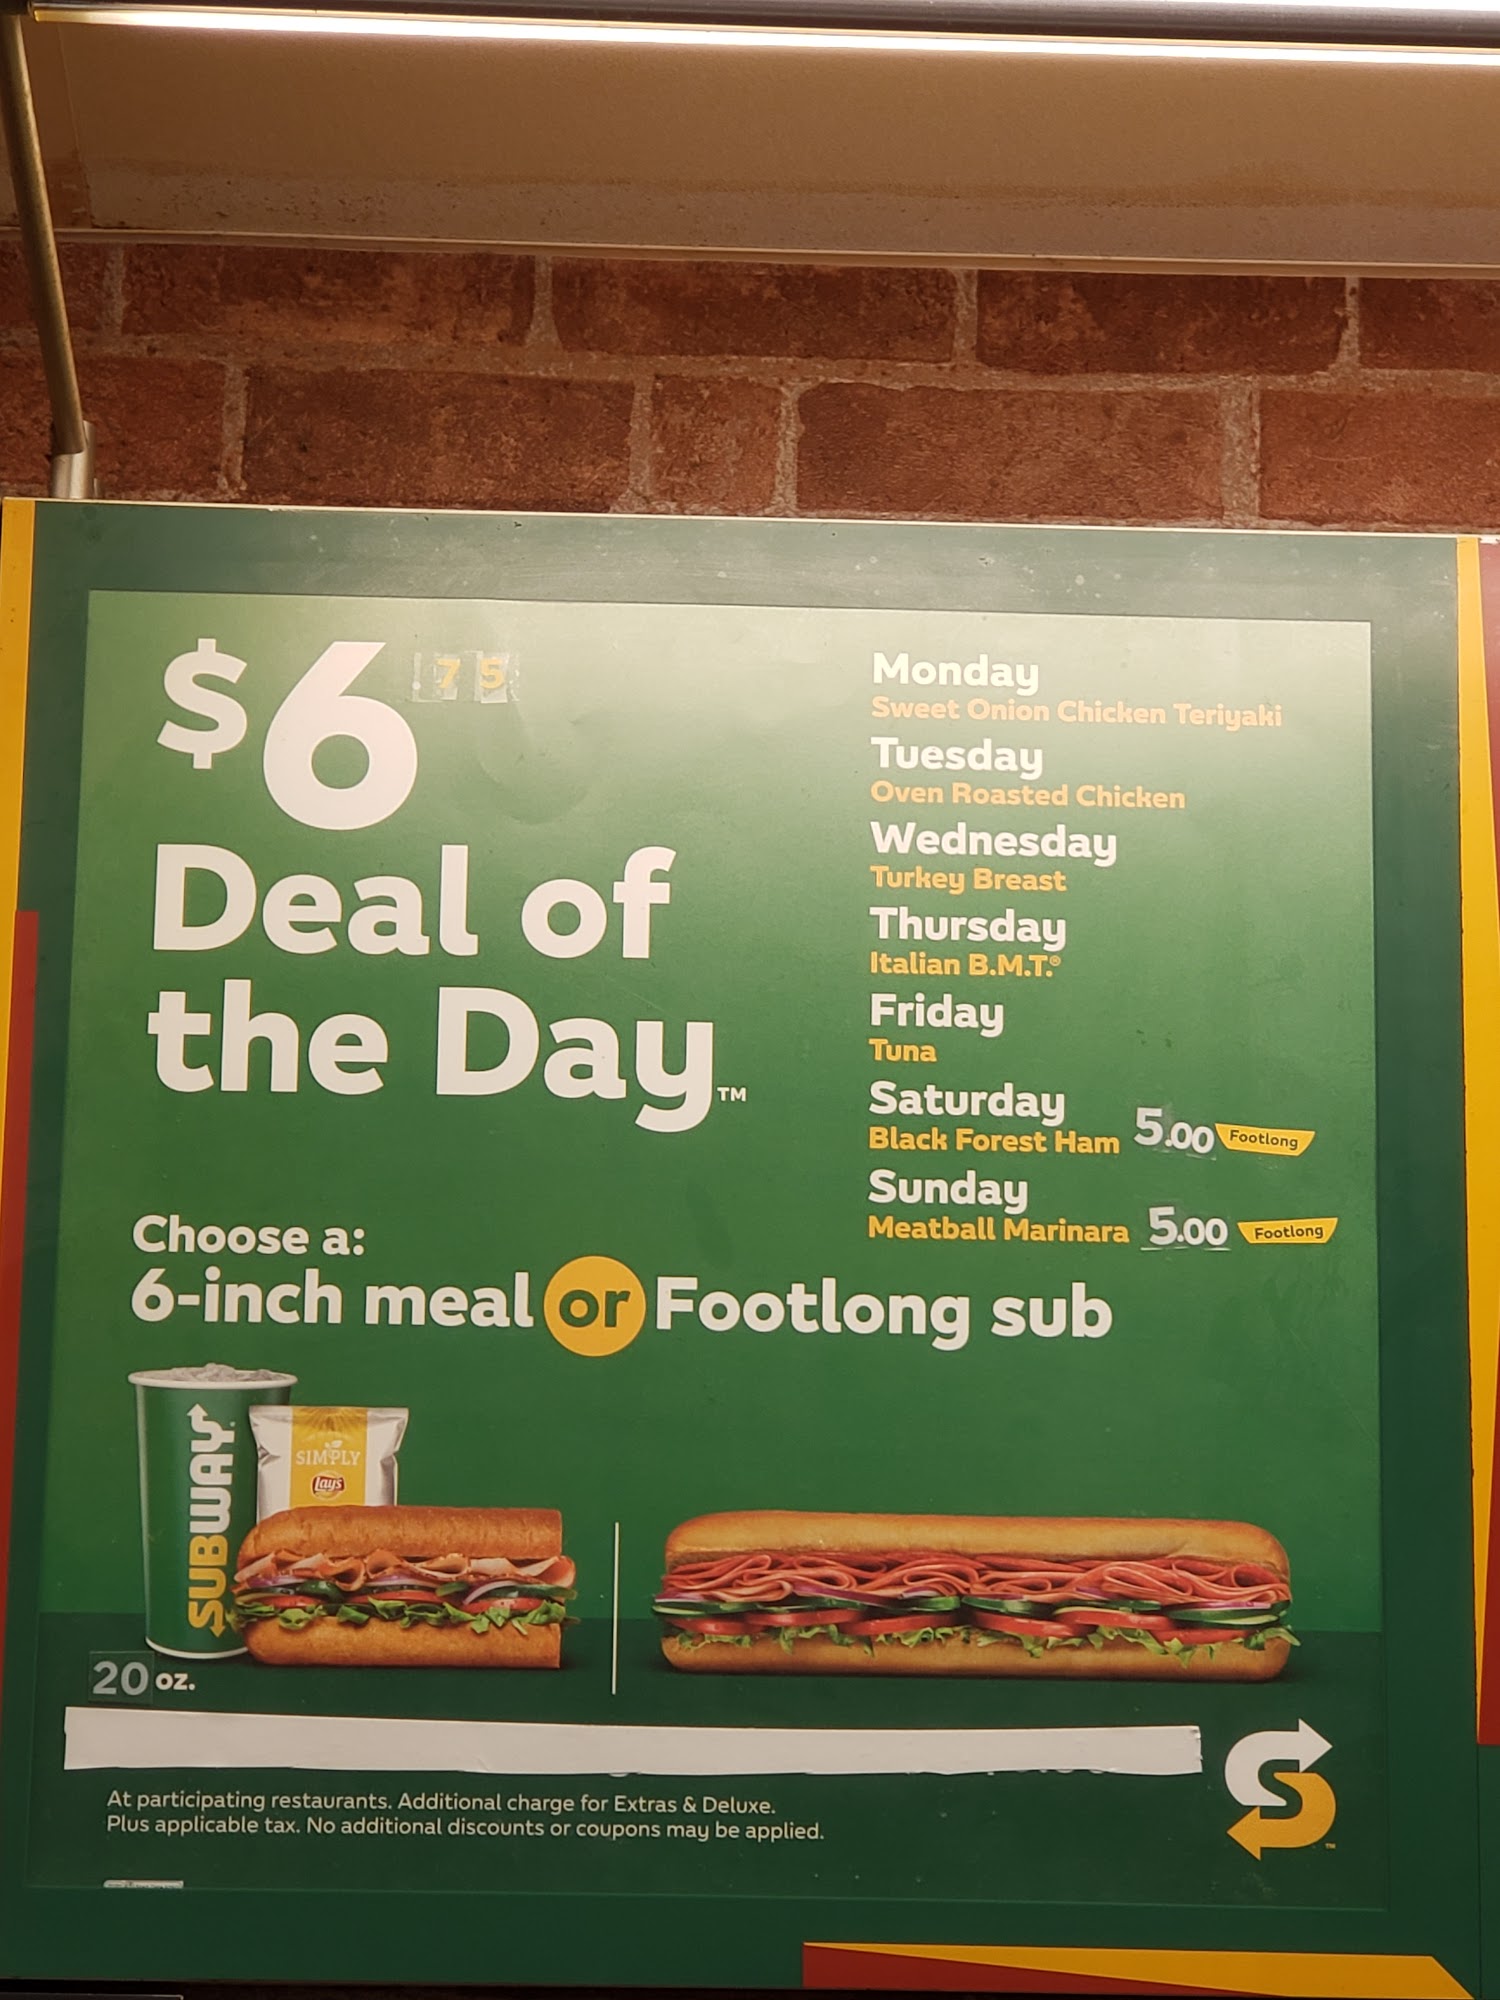 $6.75
Deal of
the Day™
Monday
Sweet Onion Chicken Teriyaki
Tuesday
Oven Roasted Chicken
Wednesday
Turkey Breast
Thursday
Italian B.M.T.®
Friday
Tuna
Saturday
Black Forest Ham 5.00 Footlong
Sunday
Meatball Marinara 5.00 Footlong
Choose a:
6-inch meal or Footlong sub
SUBWAY
SIMPLY
Lay's
20 oz.
At participating restaurants. Additional charge for Extras & Deluxe.
Plus applicable tax. No additional discounts or coupons may be applied.
S™